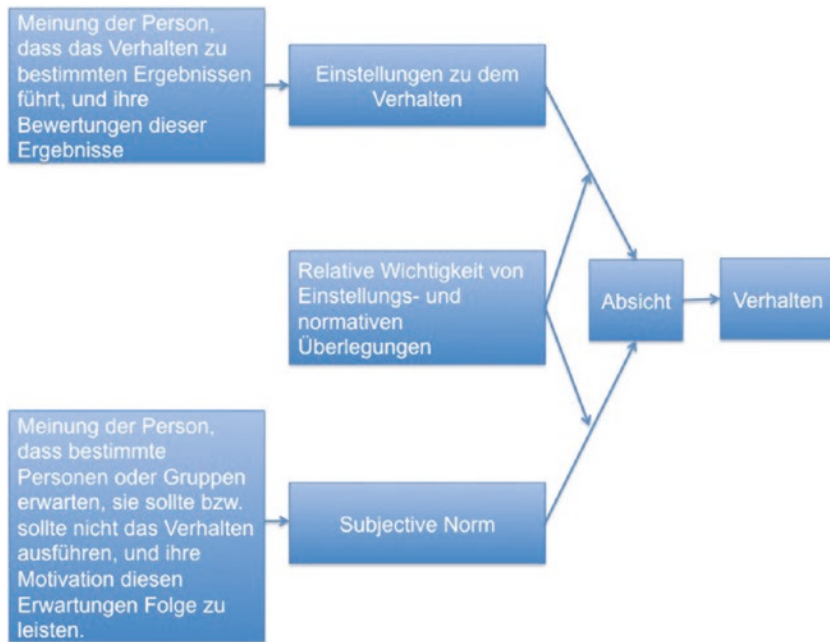 Meinung der Person,
dass das Verhalten zu
bestimmten Ergebnissen
führt, und ihre
Bewertungen dieser
Ergebnisse
Einstellungen zu dem
Verhalten
Relative Wichtigkeit von
Einstellungs- und
normativen
Überlegungen
Absicht
Verhalten
Meinung der Person,
dass bestimmte
Personen oder Gruppen
erwarten, sie sollte bzw.
sollte nicht das Verhalten
ausführen, und ihre
Motivation diesen
Erwartungen Folge zu
leisten.
Subjective Norm